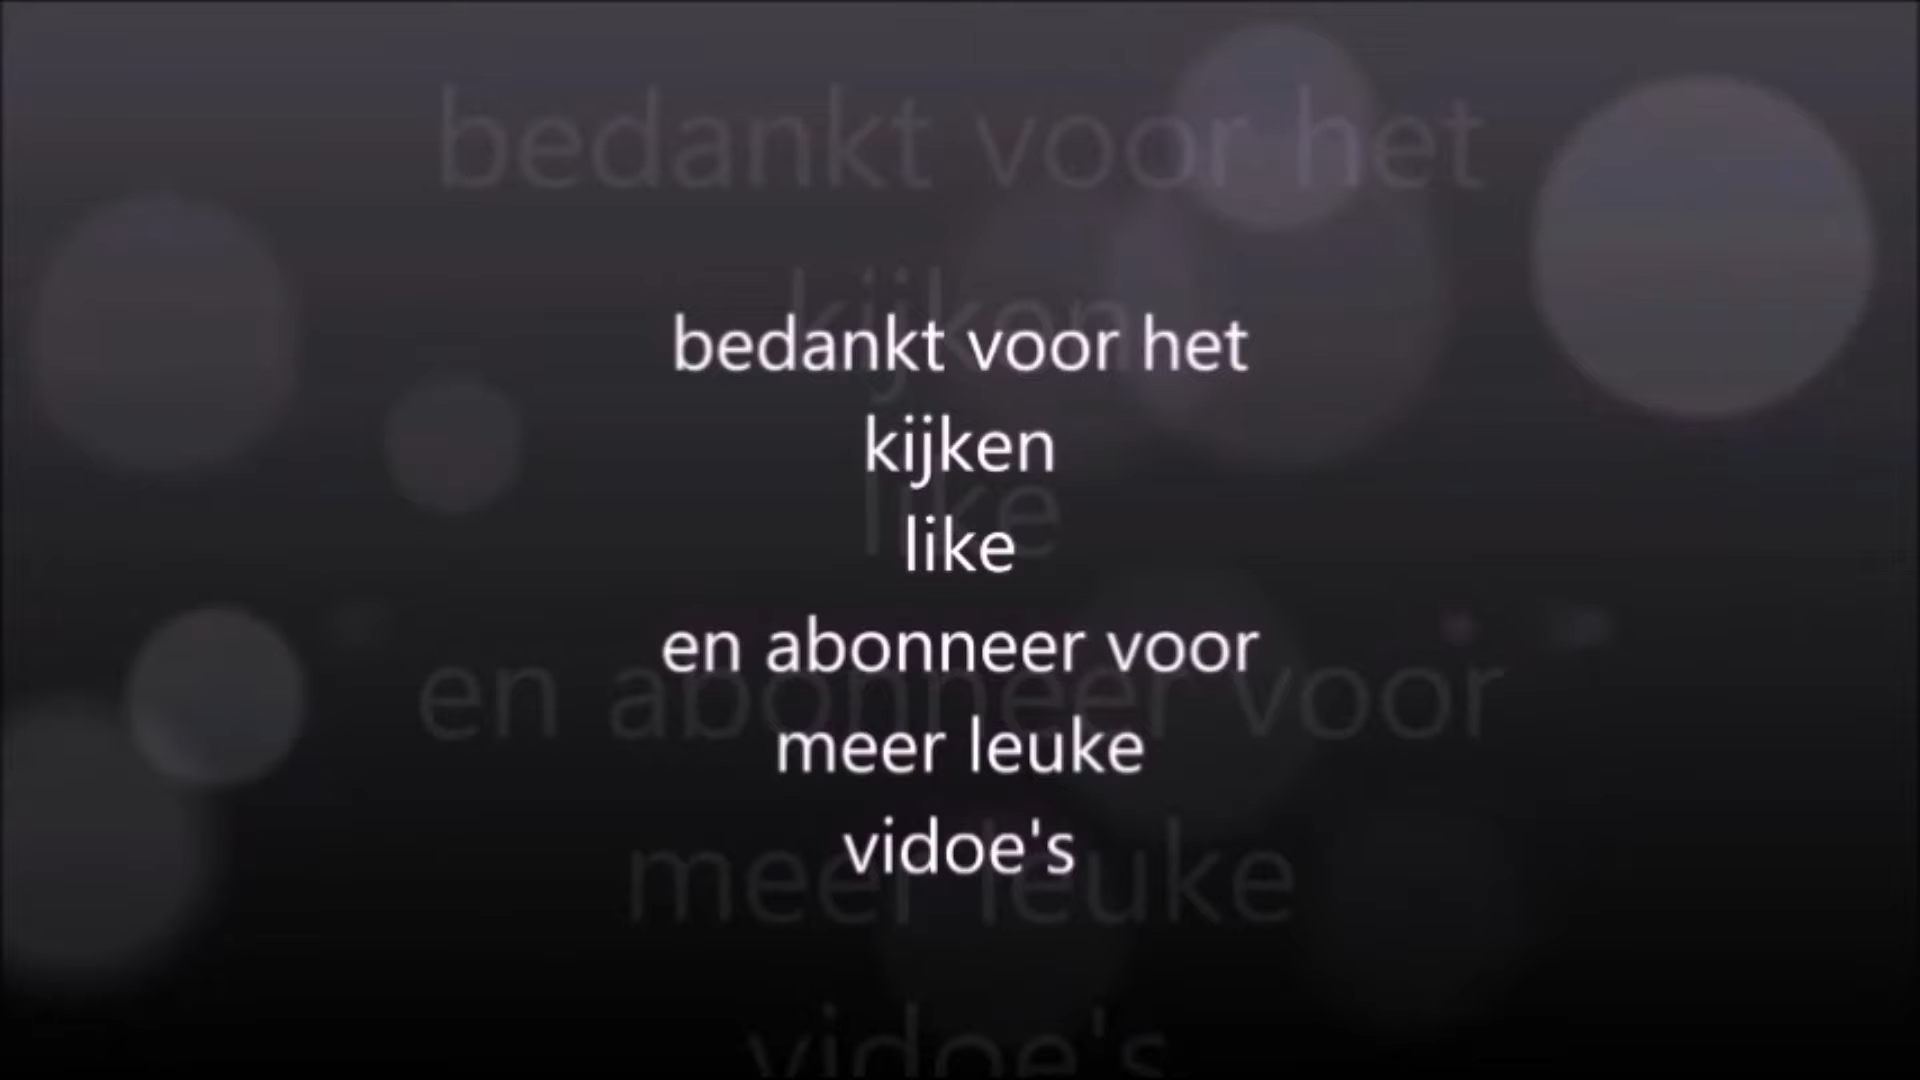 bedankt voor het
kijken
like
en abonneer voor
meer leuke
vidoe's